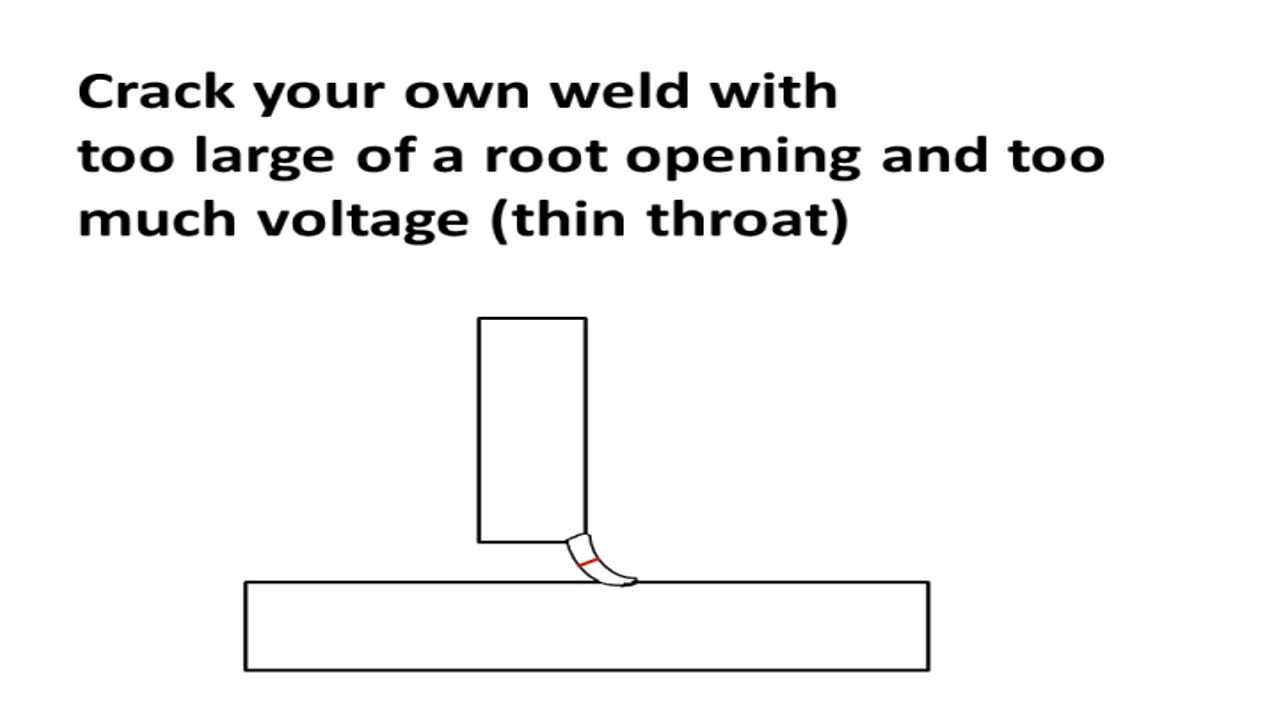 Crack your own weld with
too large of a root opening and too
much voltage (thin throat)